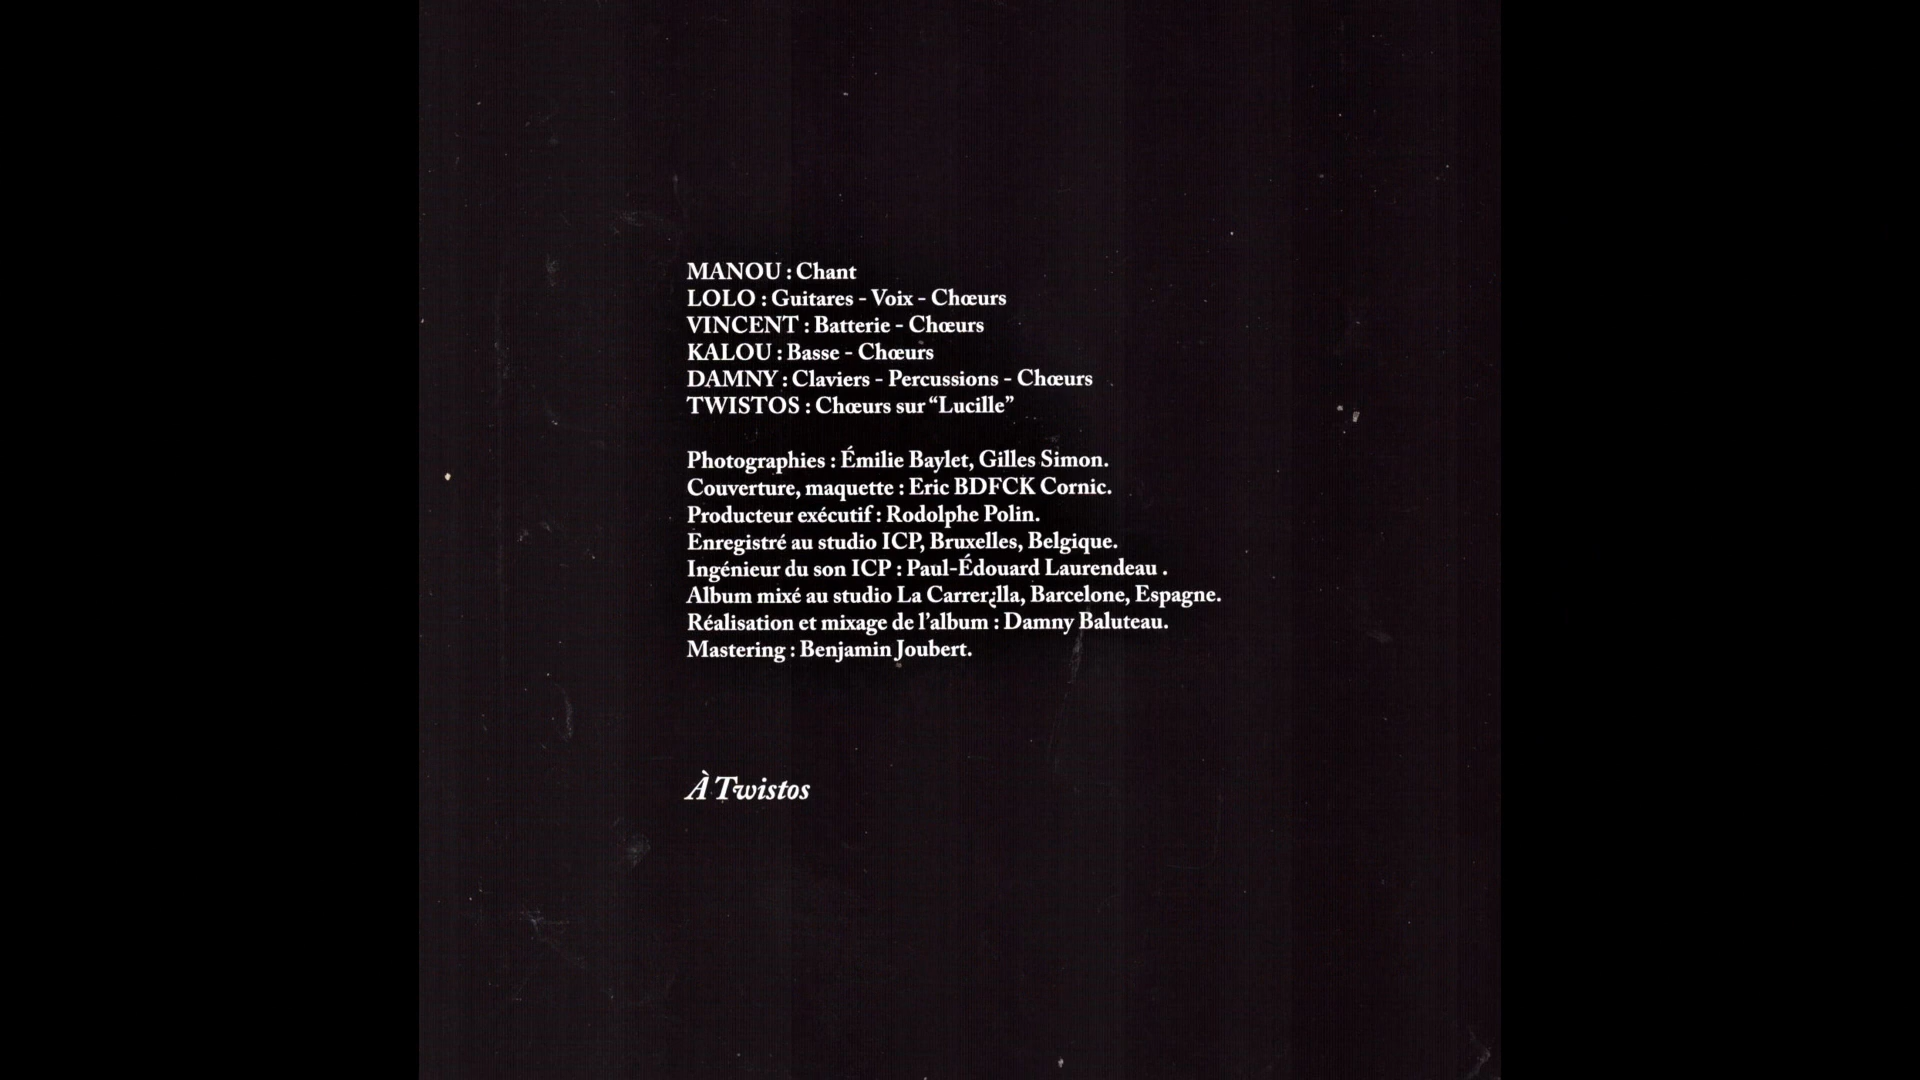 MANOU : Chant
LOLO : Guitares - Voix - Chœurs
VINCENT : Batterie - Chœurs
KALOU : Basse - Chœurs
DAMNY : Claviers - Percussions - Chœurs
TWISTOS : Chœurs sur “Lucille”
Photographies : Émilie Baylet, Gilles Simon.
Couverture, maquette : Eric BDFCK Cornic.
Producteur exécutif : Rodolphe Polin.
Enregistré au studio ICP, Bruxelles, Belgique.
Ingénieur du son ICP : Paul-Édouard Laurendeau .
Album mixé au studio La Carrer¿lla, Barcelone, Espagne.
Réalisation et mixage de l’album : Damny Baluteau.
Mastering : Benjamin Joubert.
À Twistos